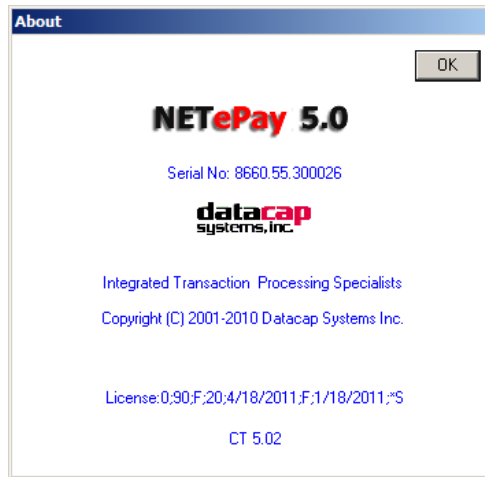 About
OK
NETePay 5.0
Serial No: 8660.55.300026
datacap
systems, inc.
Integrated Transaction Processing Specialists
Copyright (C) 2001-2010 Datacap Systems Inc.
License:0;90;F;20;4/18/2011;F;1/18/2011;*S
CT 5.02